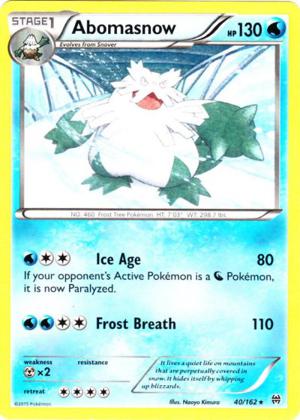 STAGE1
Abomasnow
HP 130
Evolves from Snover
NO. 460 Frost Tree Pokémon HT: 7'03" WT: 298.7 lbs.
Ice Age 80
If your opponent's Active Pokémon is a Pokémon,
it is now Paralyzed.
Frost Breath 110
weakness resistance
×2
retreat
It lives a quiet life on mountains
that are perpetually covered in
snow. It hides itself by whipping
up blizzards.
©2015 Pokémon
Illus. Naoyo Kimura
40/162 ★